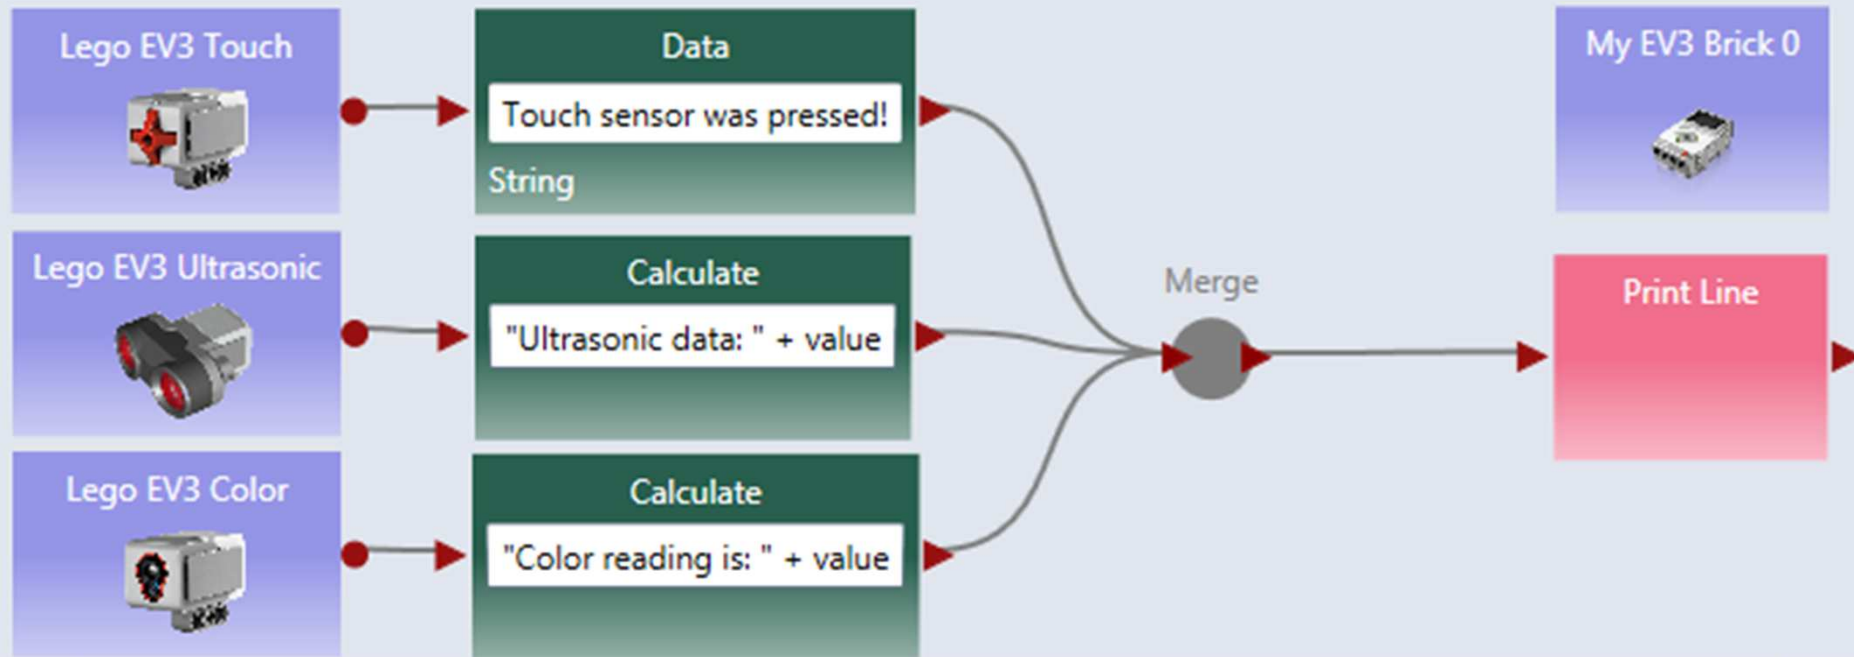 Lego EV3 Touch
Data
Touch sensor was pressed!
String
Lego EV3 Ultrasonic
Calculate
"Ultrasonic data: " + value
Lego EV3 Color
Calculate
"Color reading is: " + value
Merge
My EV3 Brick 0
Print Line